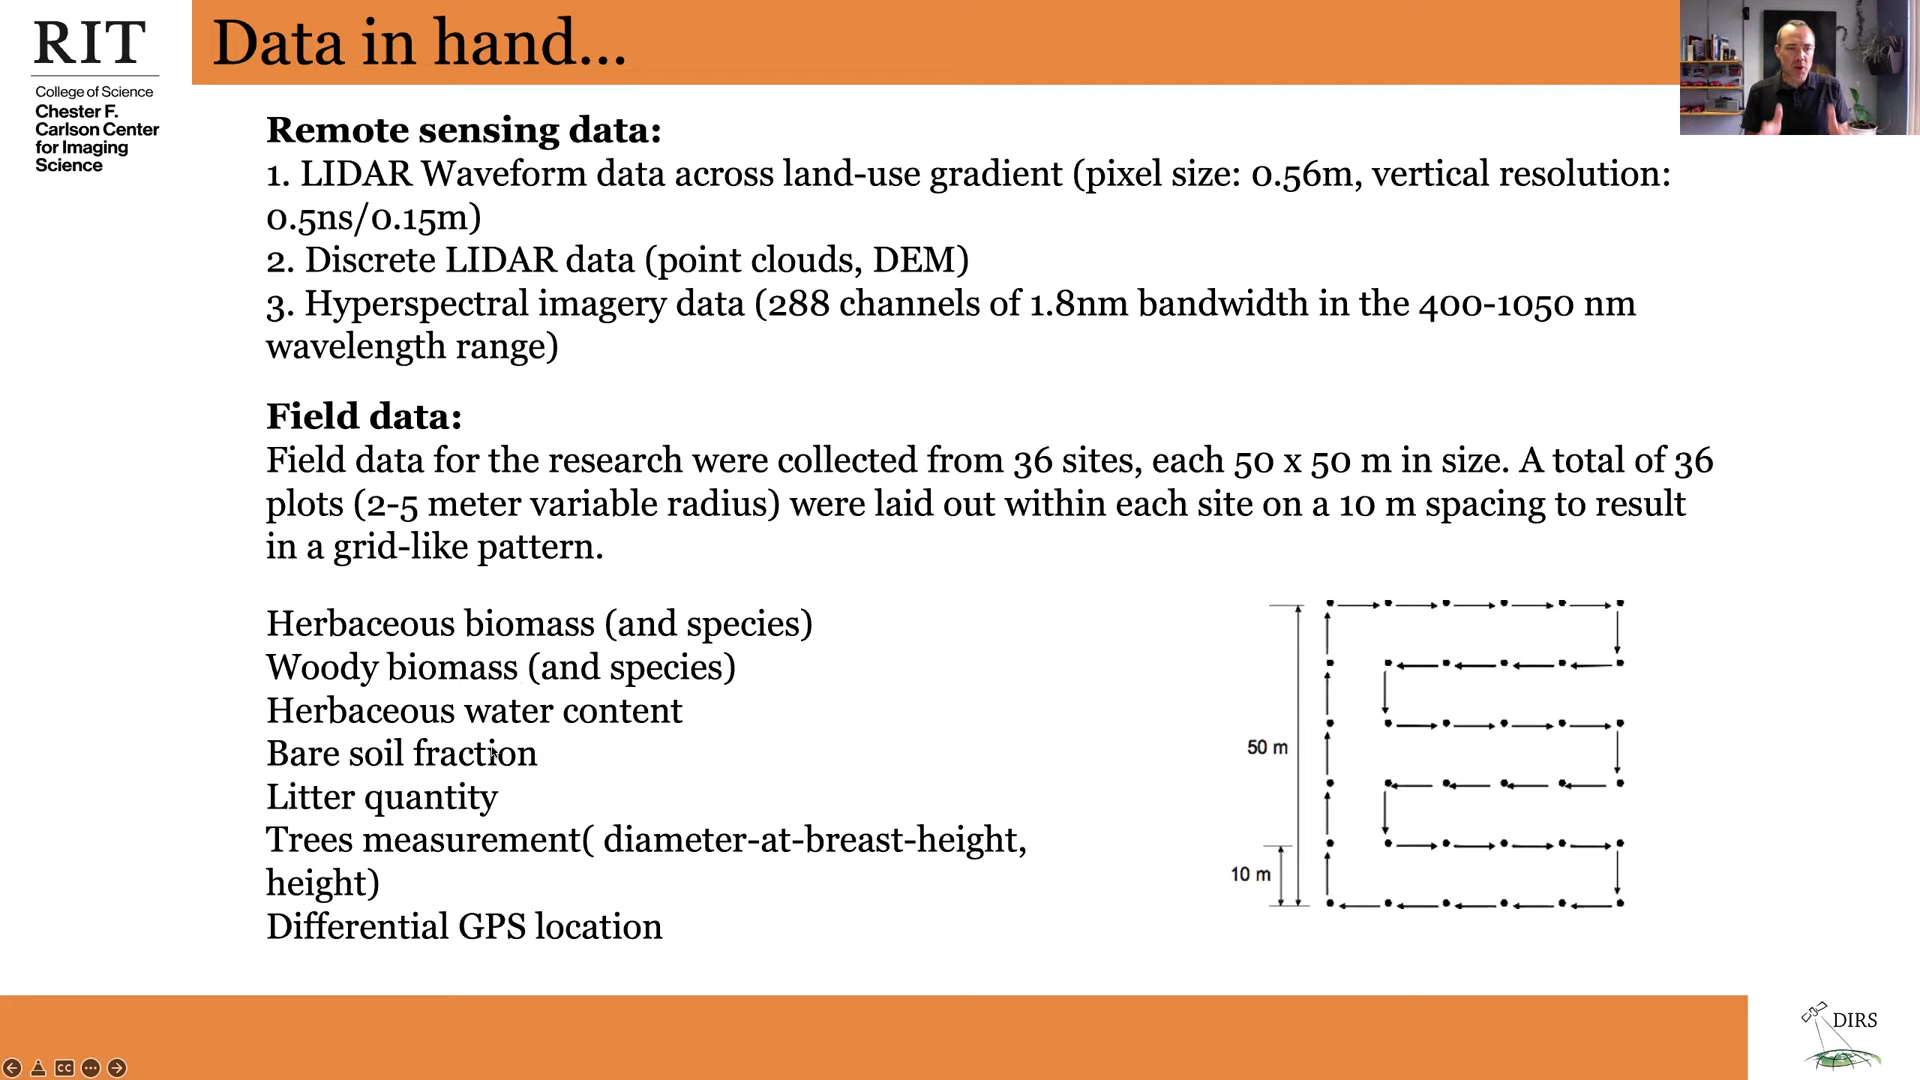 RIT
College of Science
Chester F.
Carlson Center
for Imaging
Science
Data in hand...
Remote sensing data:
1. LIDAR Waveform data across land-use gradient (pixel size: 0.56m, vertical resolution:
0.5ns/0.15m)
2. Discrete LIDAR data (point clouds, DEM)
3. Hyperspectral imagery data (288 channels of 1.8nm bandwidth in the 400-1050 nm
wavelength range)
Field data:
Field data for the research were collected from 36 sites, each 50 x 50 m in size. A total of 36
plots (2-5 meter variable radius) were laid out within each site on a 10 m spacing to result
in a grid-like pattern.
Herbaceous biomass (and species)
Woody biomass (and species)
Herbaceous water content
Bare soil fraction
Litter quantity
Trees measurement( diameter-at-breast-height,
height)
Differential GPS location
50 m
10 m
DIRS
CC